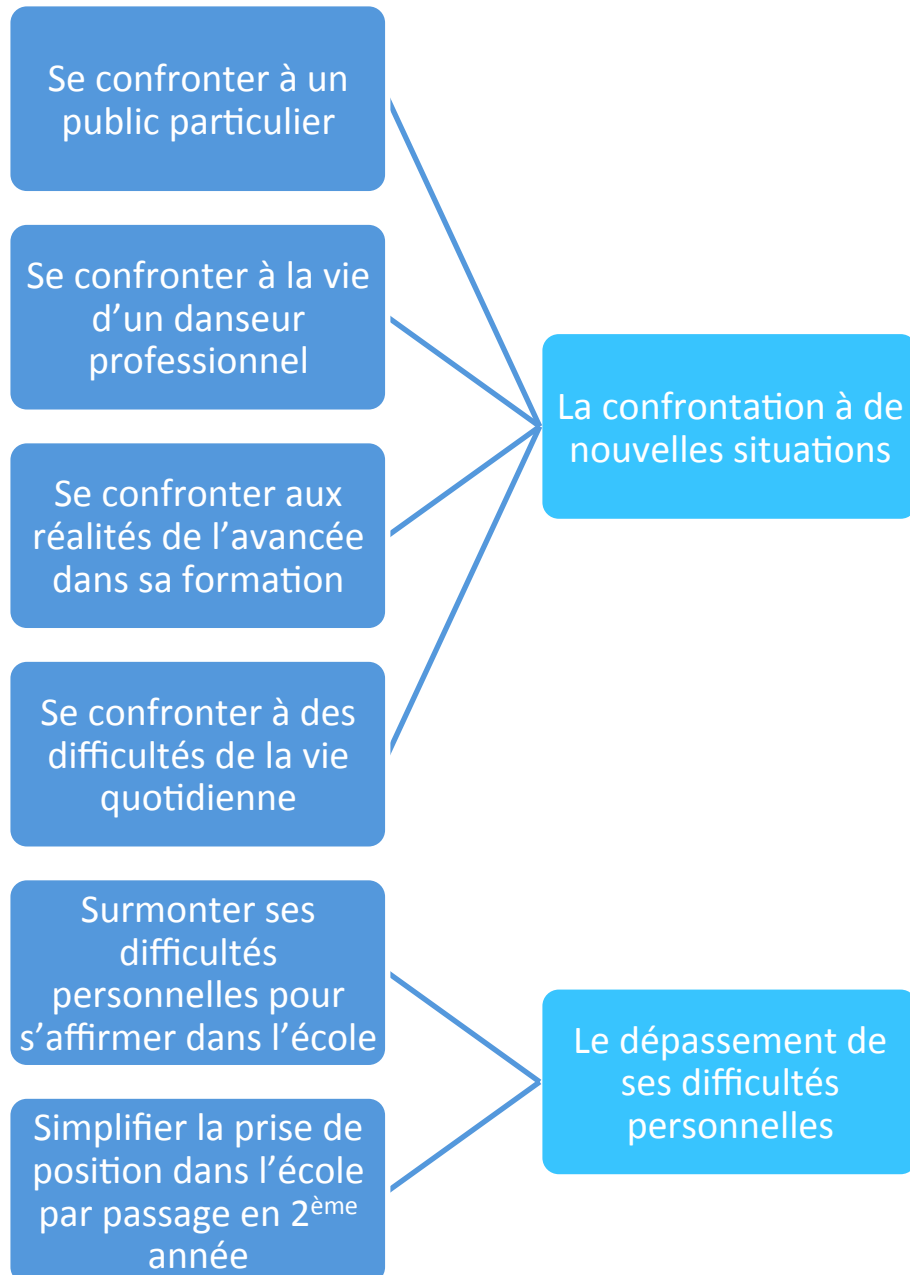 Se confronter à un
public particulier
Se confronter à la vie
d’un danseur
professionnel
Se confronter aux
réalités de l’avancée
dans sa formation
Se confronter à des
difficultés de la vie
quotidienne
La confrontation à de
nouvelles situations
Surmonter ses
difficultés
personnelles pour
s’affirmer dans l’école
Simplifier la prise de
position dans l’école
par passage en 2ème
année
Le dépassement de
ses difficultés
personnelles